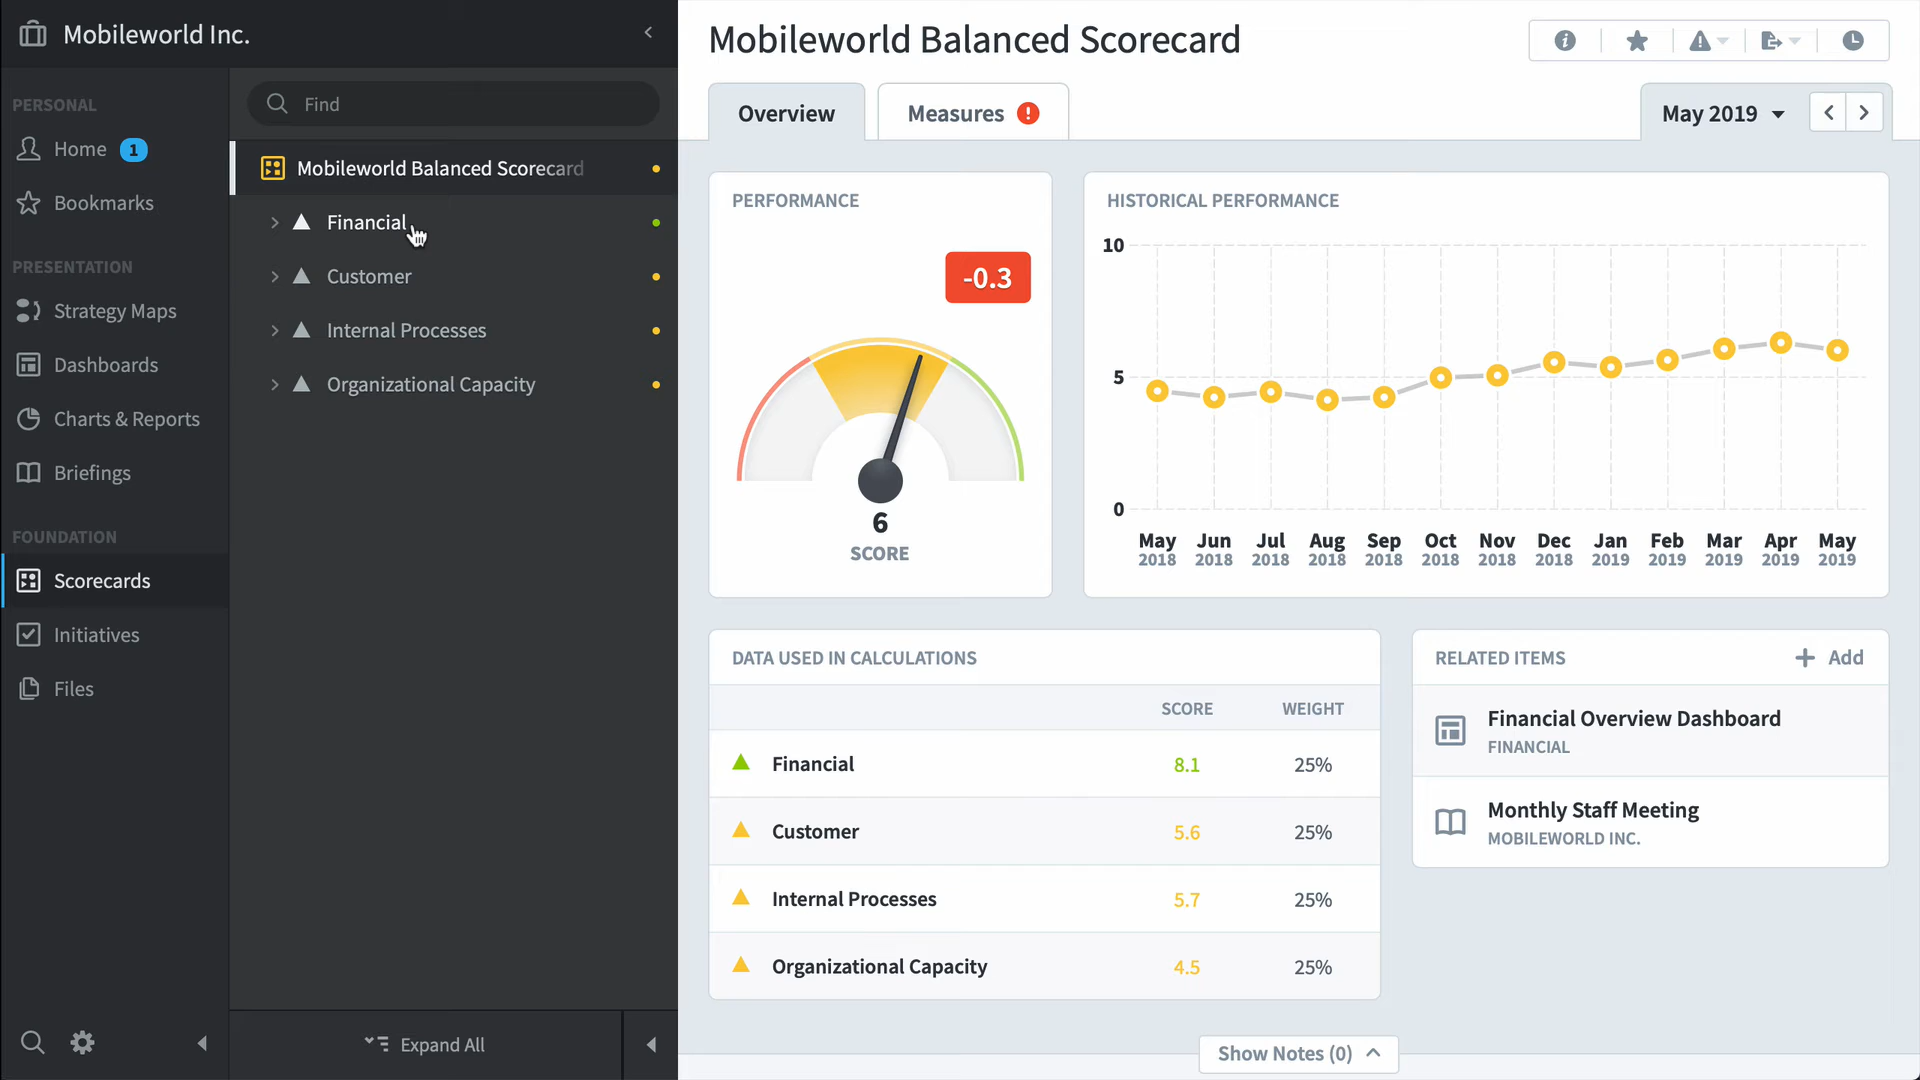 Mobileworld Inc.
PERSONAL
Home 1
Bookmarks
PRESENTATION
Strategy Maps
Dashboards
Charts & Reports
Briefings
FOUNDATION
Scorecards
Initiatives
Files
Find
Mobileworld Balanced Scorecard
Financial
Customer
Internal Processes
Organizational Capacity
Expand All
Mobileworld Balanced Scorecard
Overview
Measures
May 2019
PERFORMANCE
-0.3
6
SCORE
HISTORICAL PERFORMANCE
10
5
0
May Jun Jul Aug Sep Oct Nov Dec Jan Feb Mar Apr May
2018 2018 2018 2018 2018 2018 2018 2018 2019 2019 2019 2019 2019
DATA USED IN CALCULATIONS
SCORE WEIGHT
Financial 8.1 25%
Customer 5.6 25%
Internal Processes 5.7 25%
Organizational Capacity 4.5 25%
RELATED ITEMS
Add
Financial Overview Dashboard
FINANCIAL
Monthly Staff Meeting
MOBILEWORLD INC.
Show Notes (0)